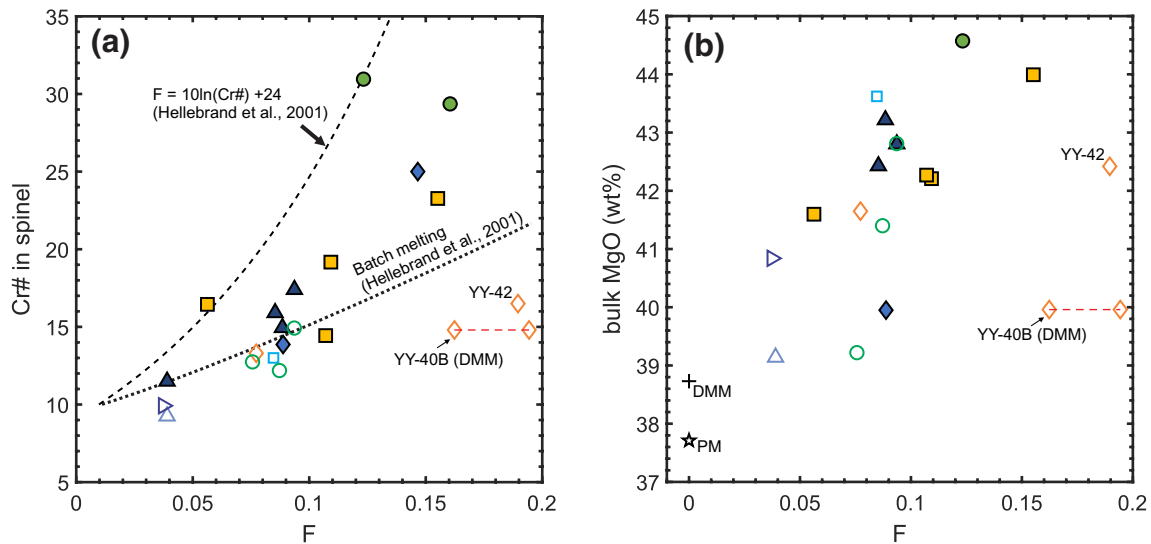 (a)
F = 10ln(Cr#) +24
(Hellebrand et al., 2001)
Batch melting
(Hellebrand et al., 2001)
YY-42
YY-40B (DMM)
35
30
25
20
15
10
5
Cr# in spinel
0
0.05
0.1
0.15
0.2
F
(b)
YY-42
YY-40B (DMM)
DMM
PM
45
44
43
42
41
40
39
38
37
bulk MgO (wt%)
0
0.05
0.1
0.15
0.2
F